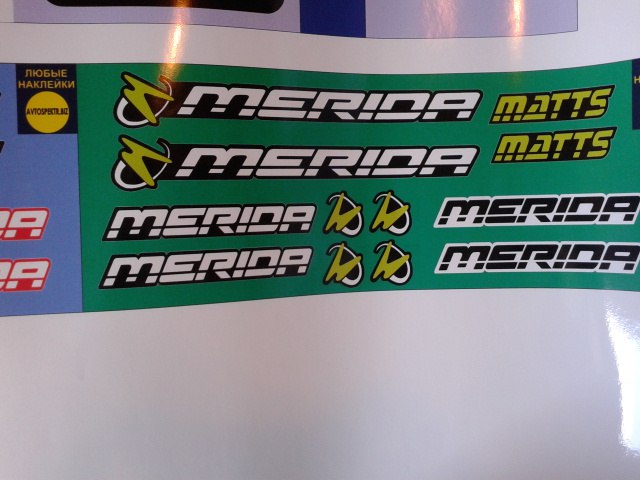 ЛЮБЫЕ
НАКЛЕЙКИ
AVTOSPEKTR.BIZ
MERIDA
MATTS
MERIDA
MATTS
MERIDA
MERIDA
MERIDA
MERIDA